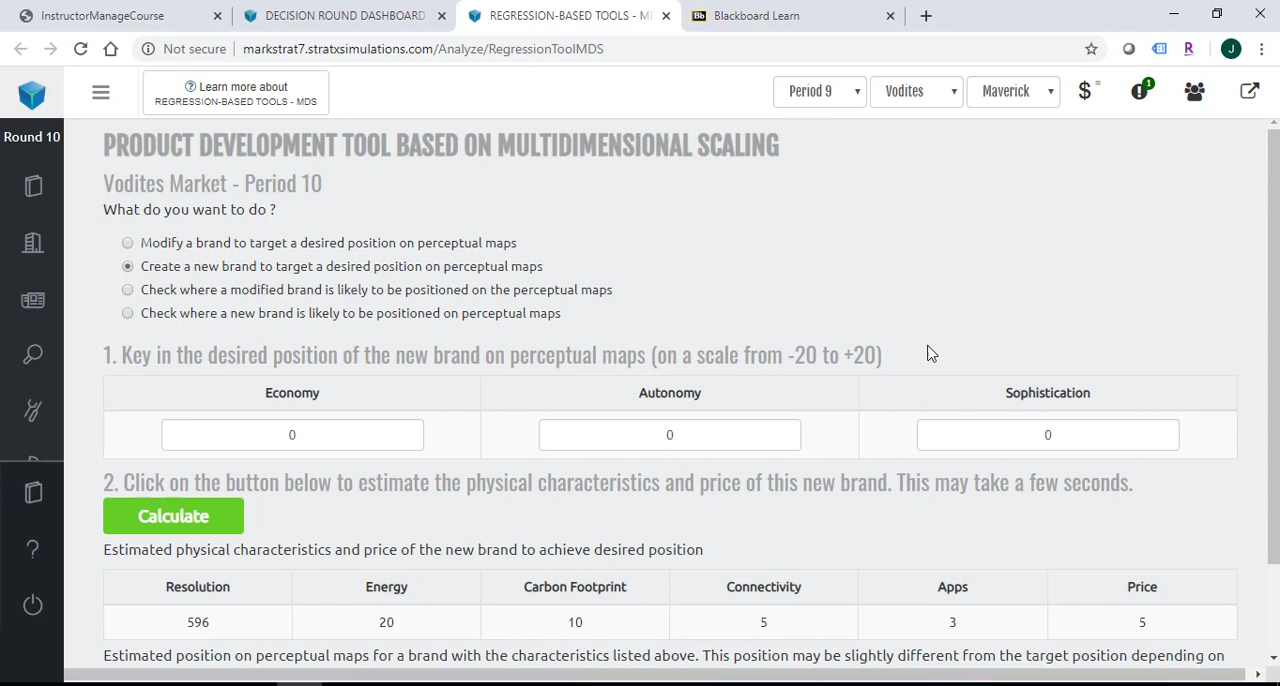 InstructorManageCourse
DECISION ROUND DASHBOARD
REGRESSION-BASED TOOLS - M
Bb Blackboard Learn
Not secure markstrat7.stratxsimulations.com/Analyze/RegressionToolMDS
R J
Learn more about
REGRESSION-BASED TOOLS - MDS
Period 9 Vodites Maverick $ = 1
Round 10
PRODUCT DEVELOPMENT TOOL BASED ON MULTIDIMENSIONAL SCALING
Vodites Market - Period 10
What do you want to do ?
Modify a brand to target a desired position on perceptual maps
Create a new brand to target a desired position on perceptual maps
Check where a modified brand is likely to be positioned on the perceptual maps
Check where a new brand is likely to be positioned on perceptual maps
1. Key in the desired position of the new brand on perceptual maps (on a scale from -20 to +20)
Economy Autonomy Sophistication
0 0 0
2. Click on the button below to estimate the physical characteristics and price of this new brand. This may take a few seconds.
Calculate
Estimated physical characteristics and price of the new brand to achieve desired position
Resolution Energy Carbon Footprint Connectivity Apps Price
596 20 10 5 3 5
Estimated position on perceptual maps for a brand with the characteristics listed above. This position may be slightly different from the target position depending on